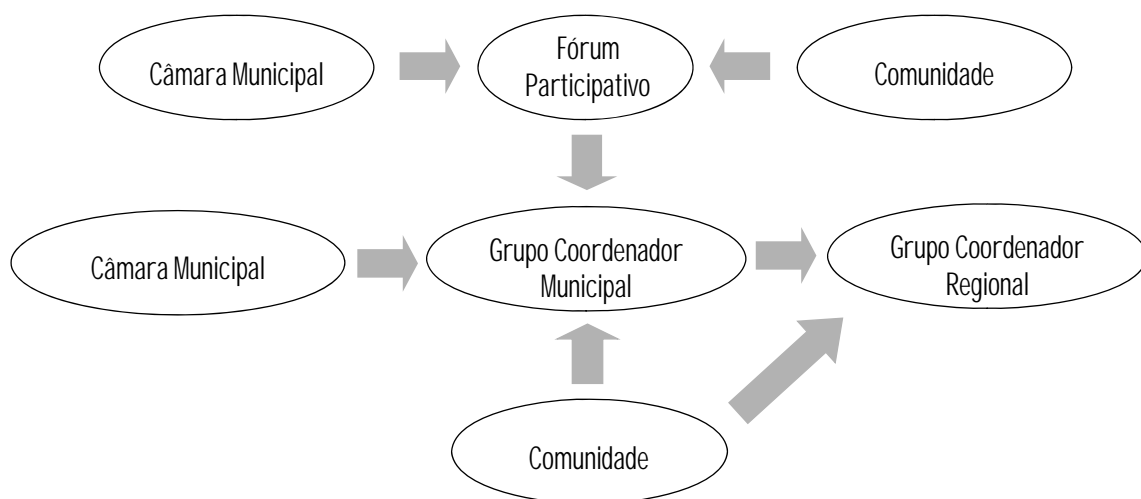 Câmara Municipal
Fórum
Participativo
Comunidade
Câmara Municipal
Grupo Coordenador
Municipal
Grupo Coordenador
Regional
Comunidade